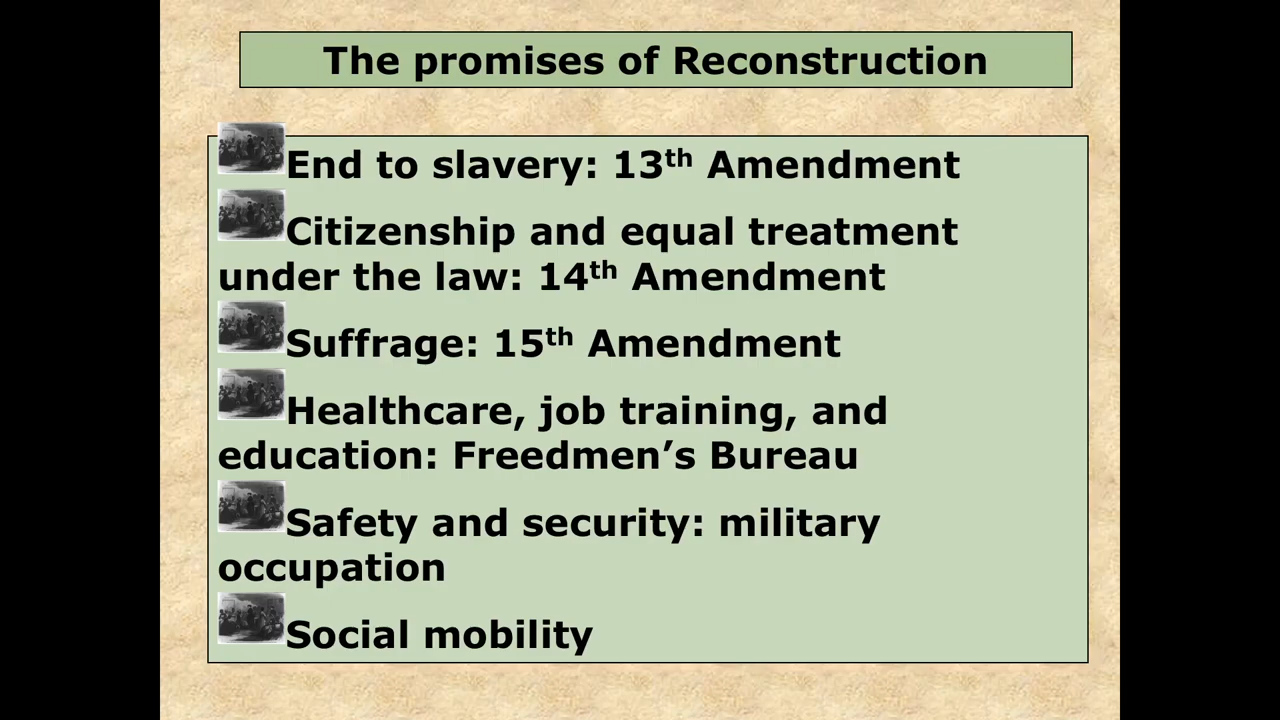 The promises of Reconstruction
End to slavery: 13th Amendment
Citizenship and equal treatment
under the law: 14th Amendment
Suffrage: 15th Amendment
Healthcare, job training, and
education: Freedmen’s Bureau
Safety and security: military
occupation
Social mobility